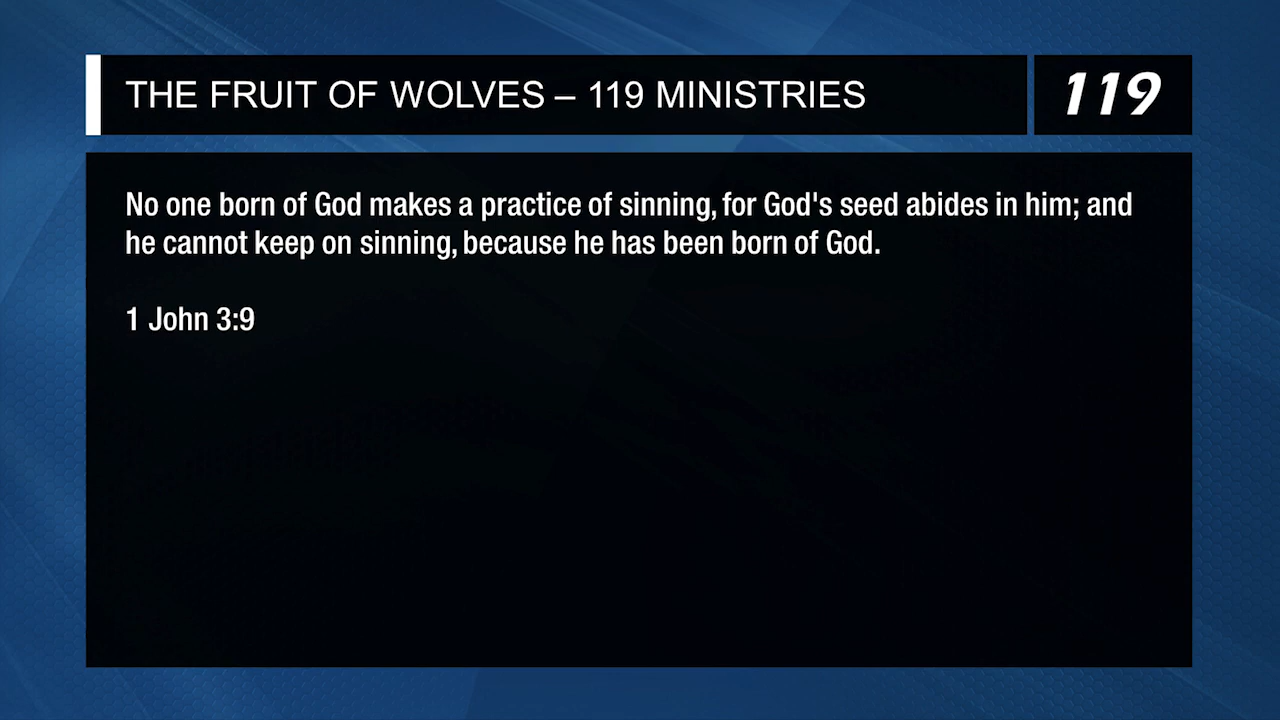 THE FRUIT OF WOLVES – 119 MINISTRIES
119
No one born of God makes a practice of sinning, for God's seed abides in him; and
he cannot keep on sinning, because he has been born of God.
1 John 3:9